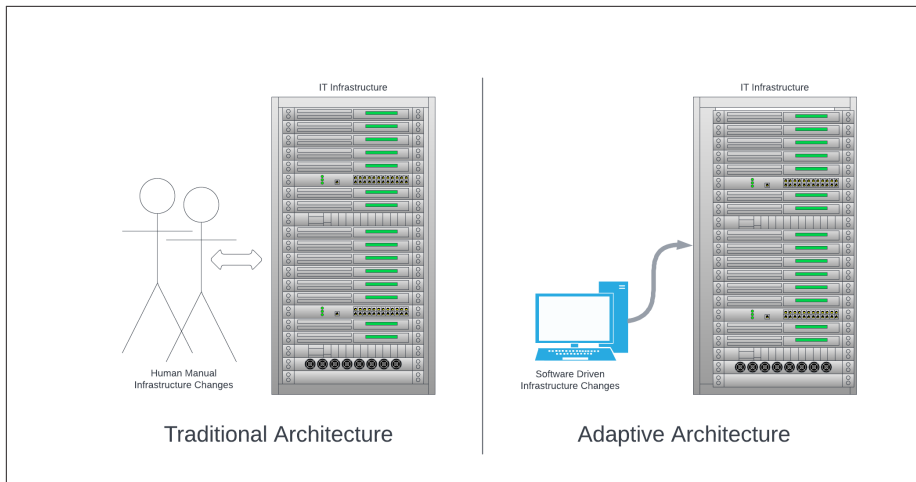 IT Infrastructure
Human Manual
Infrastructure Changes
Traditional Architecture
IT Infrastructure
Software Driven
Infrastructure Changes
Adaptive Architecture